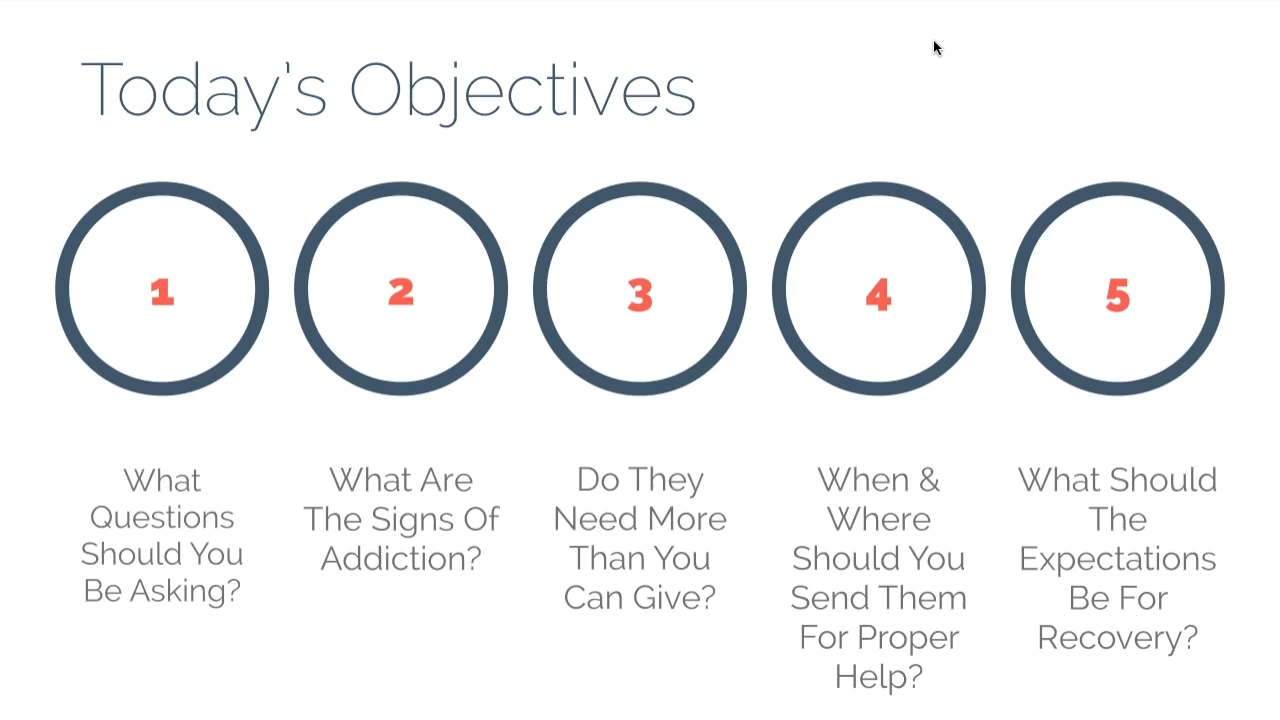 Today's Objectives
1
2
3
4
5
What
Questions
Should You
Be Asking?
What Are
The Signs Of
Addiction?
Do They
Need More
Than You
Can Give?
When &
Where
Should You
Send Them
For Proper
Help?
What Should
The
Expectations
Be For
Recovery?